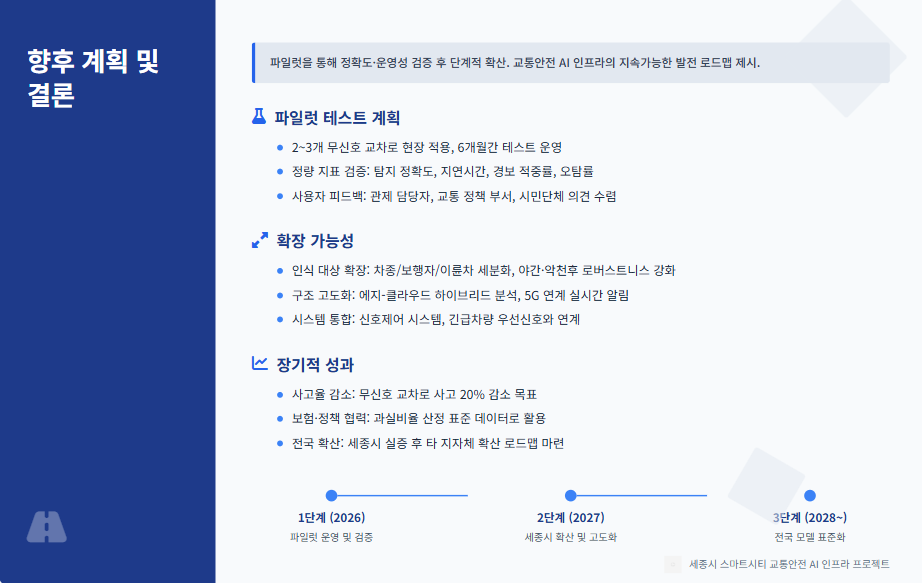 향후 계획 및
결론
파일럿을 통해 정확도·운영성 검증 후 단계적 확산. 교통안전 AI 인프라의 지속가능한 발전 로드맵 제시.
파일럿 테스트 계획
2~3개 무신호 교차로 현장 적용, 6개월간 테스트 운영
정량 지표 검증: 탐지 정확도, 지연시간, 경보 적중률, 오탐률
사용자 피드백: 관제 담당자, 교통 정책 부서, 시민단체 의견 수렴
확장 가능성
인식 대상 확장: 차종/보행자/이륜차 세분화, 야간·악천후 로버스트니스 강화
구조 고도화: 에지-클라우드 하이브리드 분석, 5G 연계 실시간 알림
시스템 통합: 신호제어 시스템, 긴급차량 우선신호와 연계
장기적 성과
사고율 감소: 무신호 교차로 사고 20% 감소 목표
보험·정책 협력: 과실비율 산정 표준 데이터로 활용
전국 확산: 세종시 실증 후 타 지자체 확산 로드맵 마련
1단계 (2026)
파일럿 운영 및 검증
2단계 (2027)
세종시 확산 및 고도화
3단계 (2028~)
전국 모델 표준화
세종시 스마트시티 교통안전 AI 인프라 프로젝트